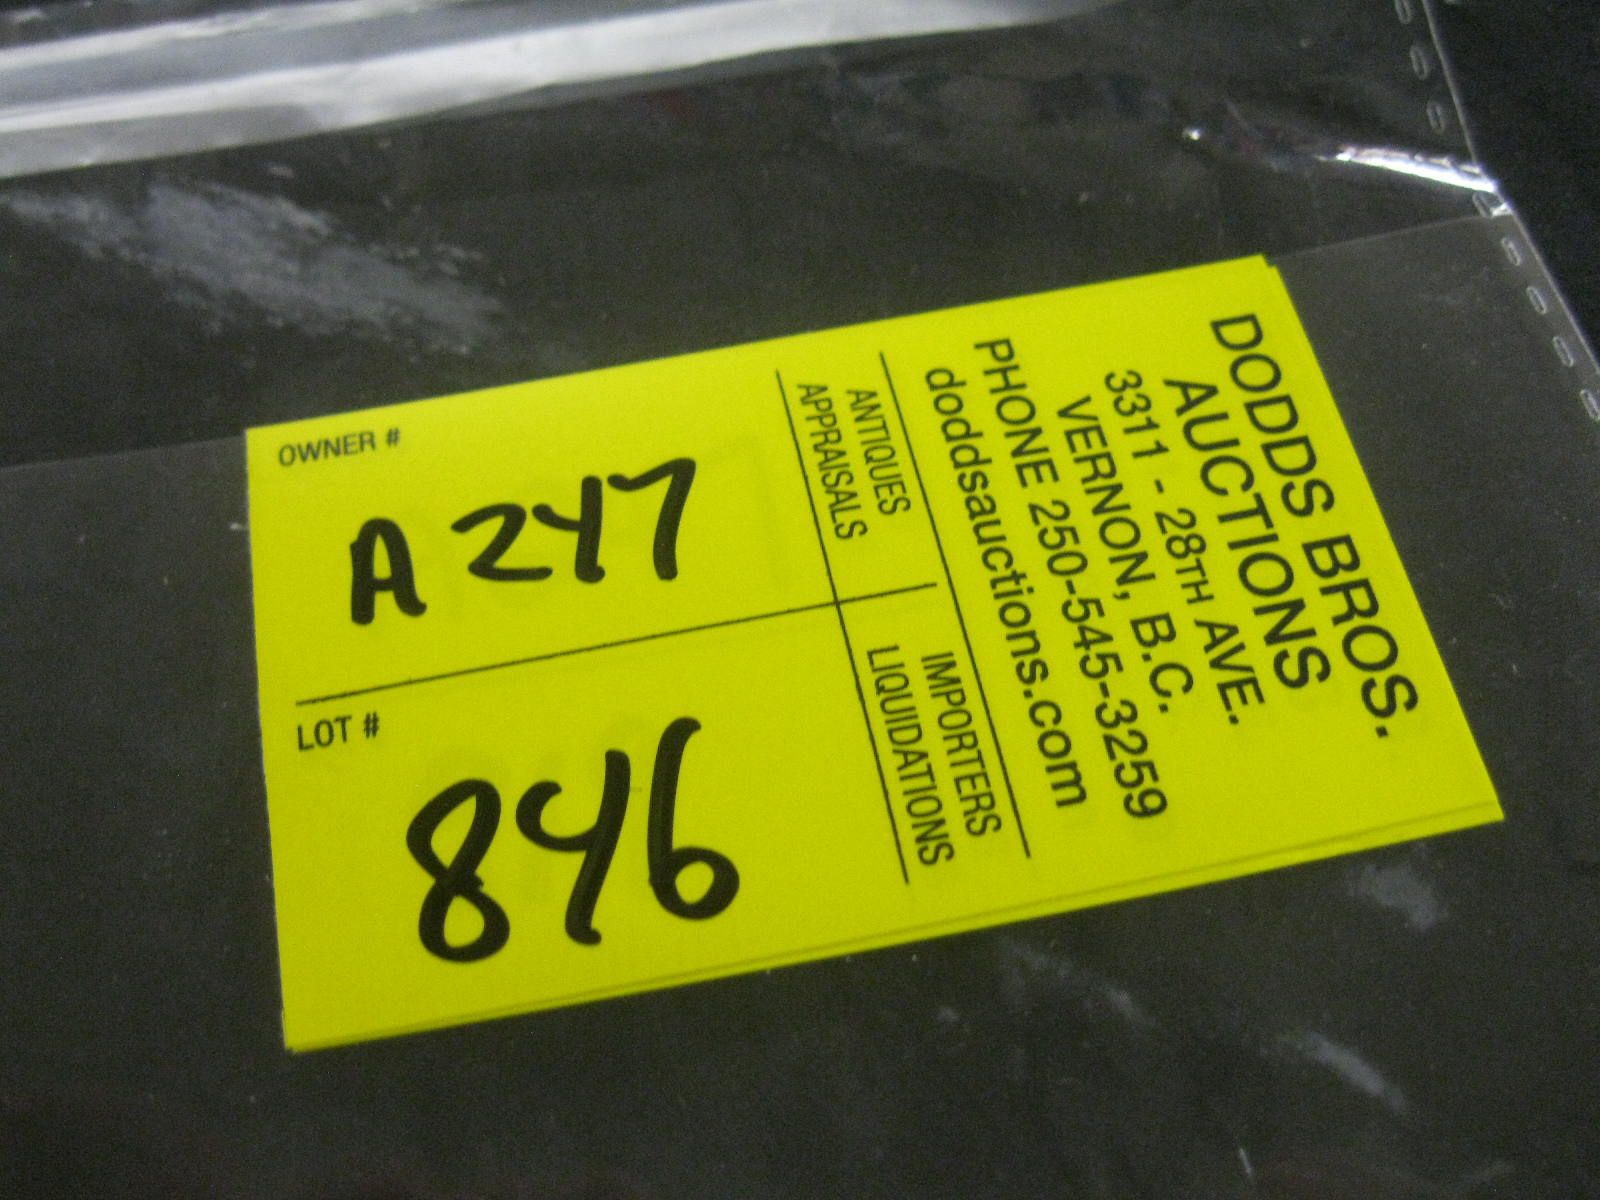 DODDS BROS.
AUCTIONS
3311 - 28TH AVE.
VERNON, B.C.
PHONE 250-545-3259
doddsauctions.com
ANTIQUES
APPRAISALS
IMPORTERS
LIQUIDATIONS
OWNER #
A247
LOT #
846